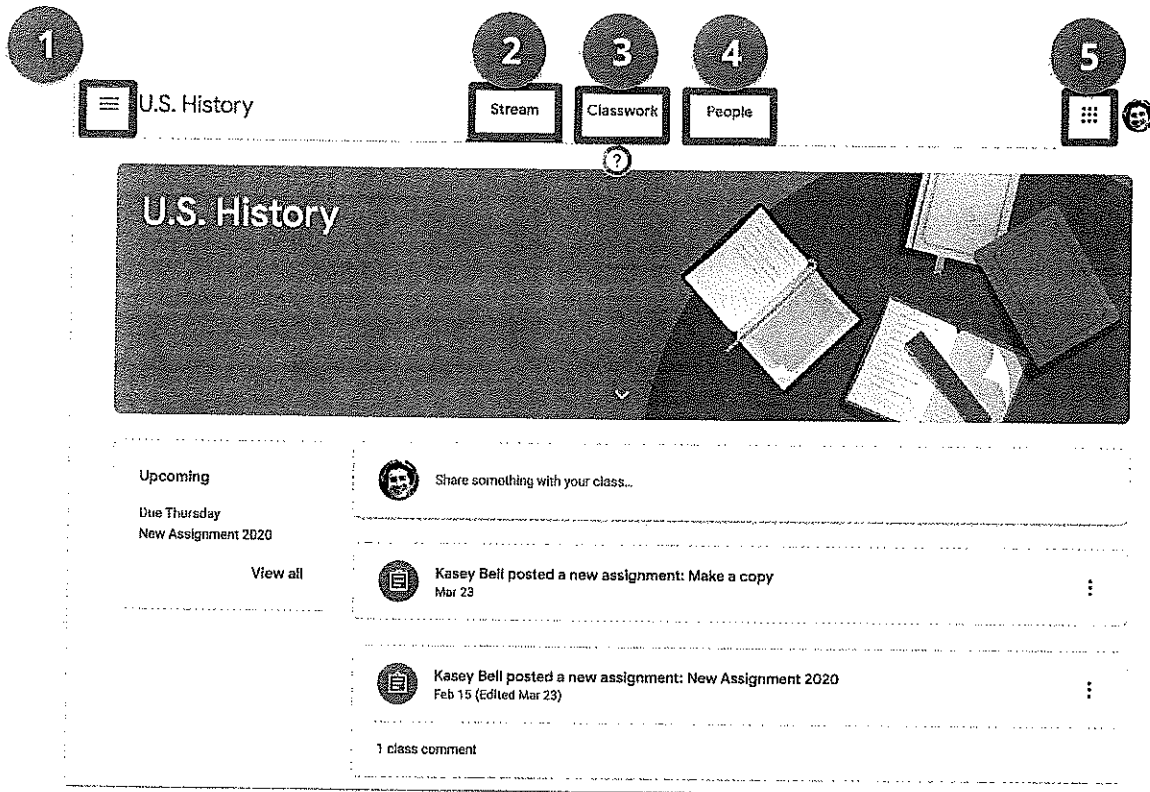 1
2
3
4
5
U.S. History
Stream
Classwork
People
?
U.S. History
Upcoming
Due Thursday
New Assignment 2020
View all
Share something with your class...
Kasey Bell posted a new assignment: Make a copy
Mar 23
Kasey Bell posted a new assignment: New Assignment 2020
Feb 15 (Edited Mar 23)
1 class comment